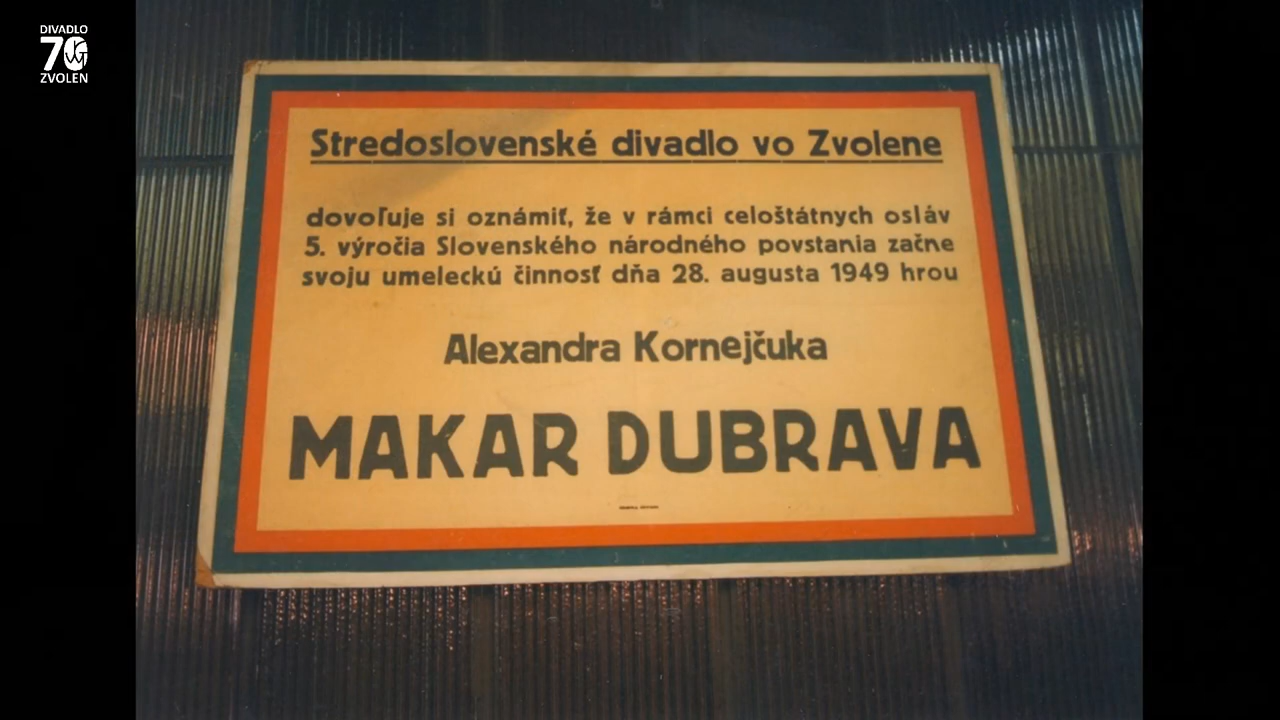 DIVADLO
70
ZVOLEN
Stredoslovenské divadlo vo Zvolene
dovoľuje si oznámiť, že v rámci celoštátnych osláv
5. výročia Slovenského národného povstania začne
svoju umeleckú činnosť dňa 28. augusta 1949 hrou
Alexandra Kornejčuka
MAKAR DUBRAVA